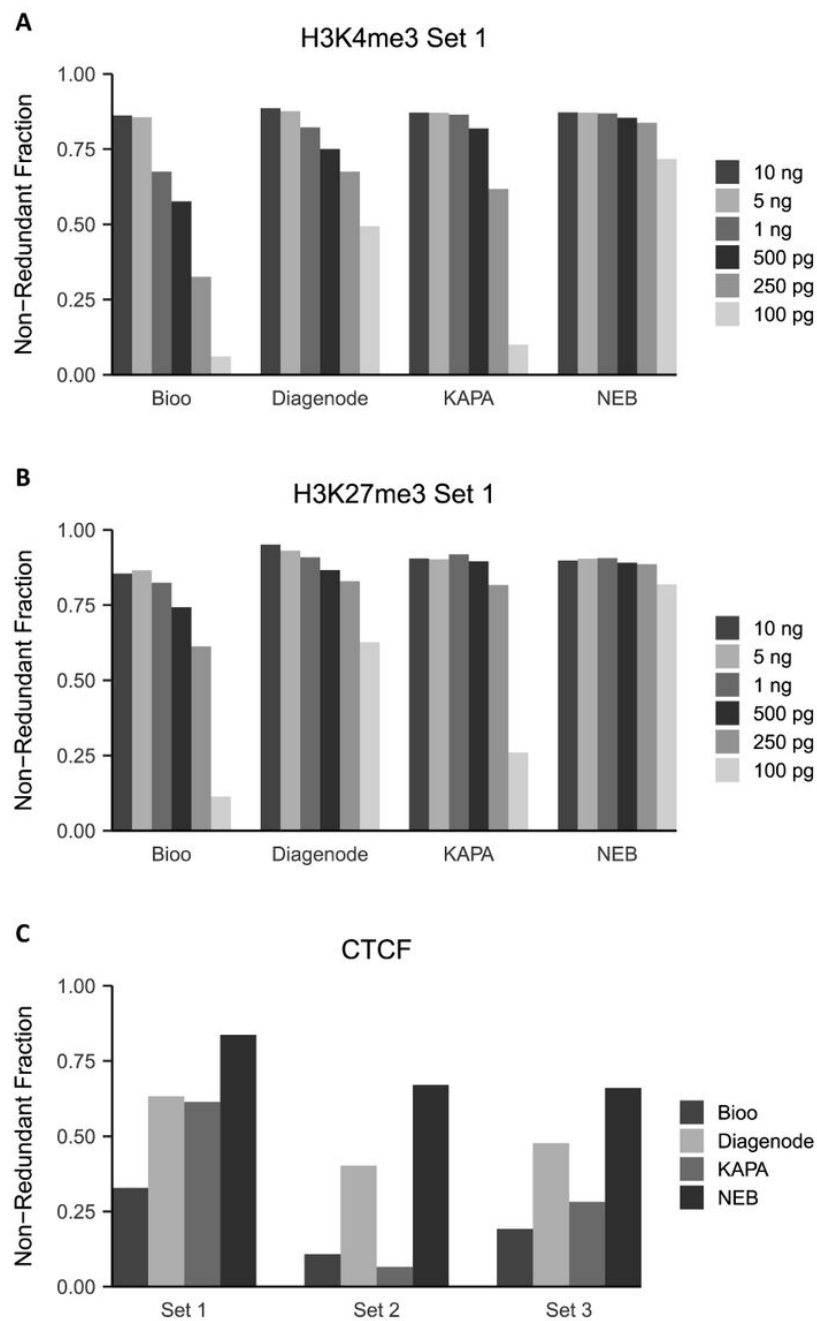 A
H3K4me3 Set 1
Non−Redundant Fraction
1.00
0.75
0.50
0.25
0.00
Bioo Diagenode KAPA NEB
10 ng
5 ng
1 ng
500 pg
250 pg
100 pg
B
H3K27me3 Set 1
Non−Redundant Fraction
1.00
0.75
0.50
0.25
0.00
Bioo Diagenode KAPA NEB
10 ng
5 ng
1 ng
500 pg
250 pg
100 pg
C
CTCF
Non−Redundant Fraction
1.00
0.75
0.50
0.25
0.00
Set 1 Set 2 Set 3
Bioo
Diagenode
KAPA
NEB